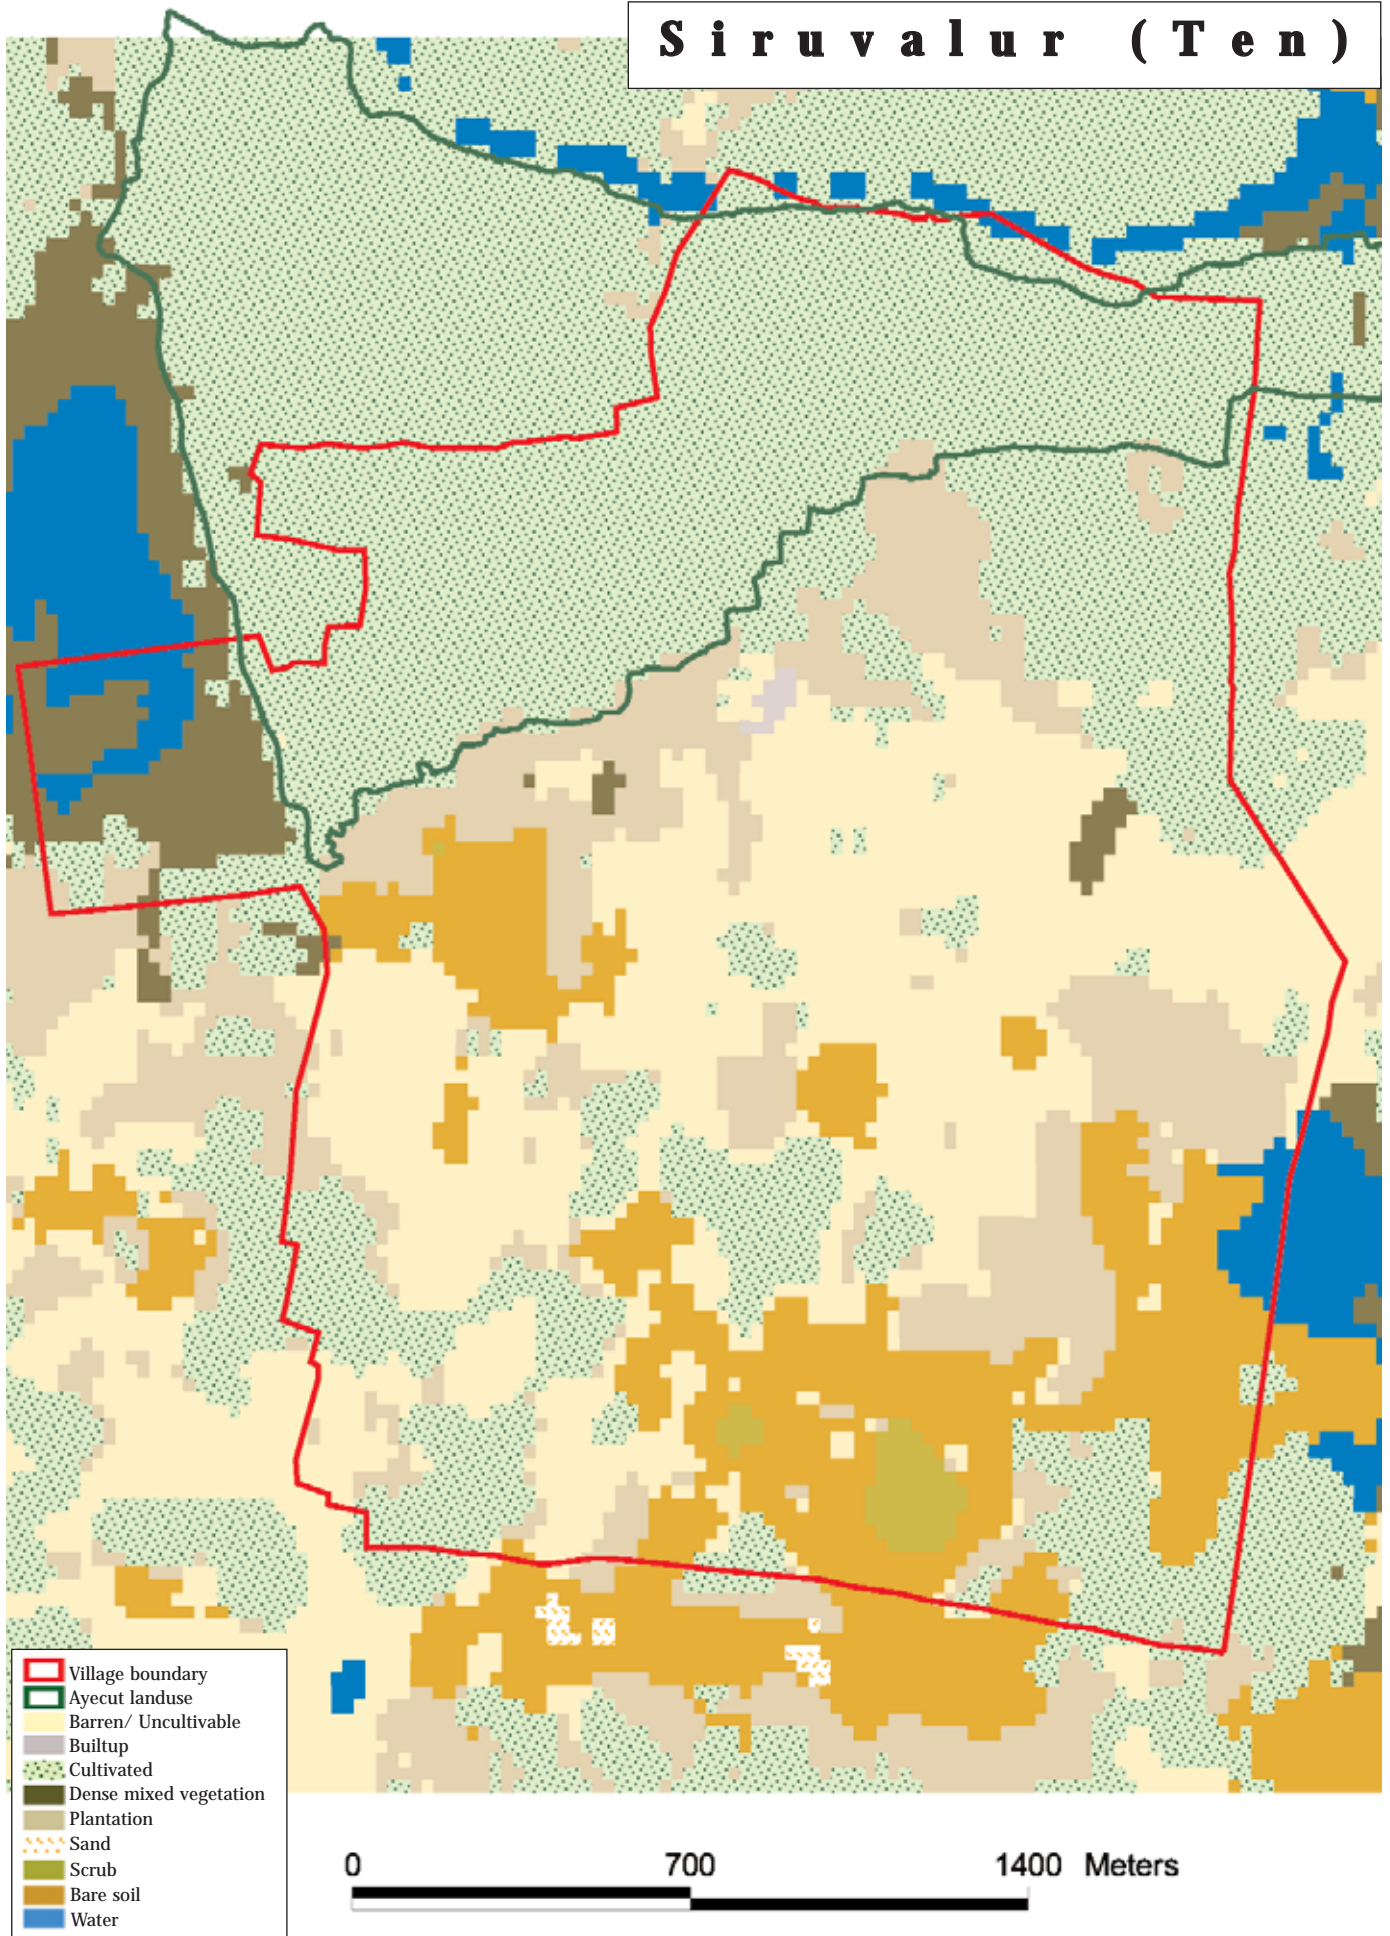 Siruvalur (Ten)
Village boundary
Ayecut landuse
Barren/ Uncultivable
Builtup
Cultivated
Dense mixed vegetation
Plantation
Sand
Scrub
Bare soil
Water
0 700 1400 Meters